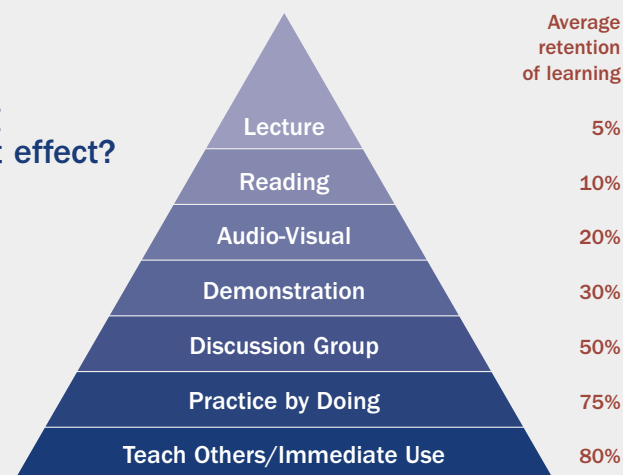 Average
retention
of learning
effect?
Lecture 5%
Reading 10%
Audio-Visual 20%
Demonstration 30%
Discussion Group 50%
Practice by Doing 75%
Teach Others/Immediate Use 80%